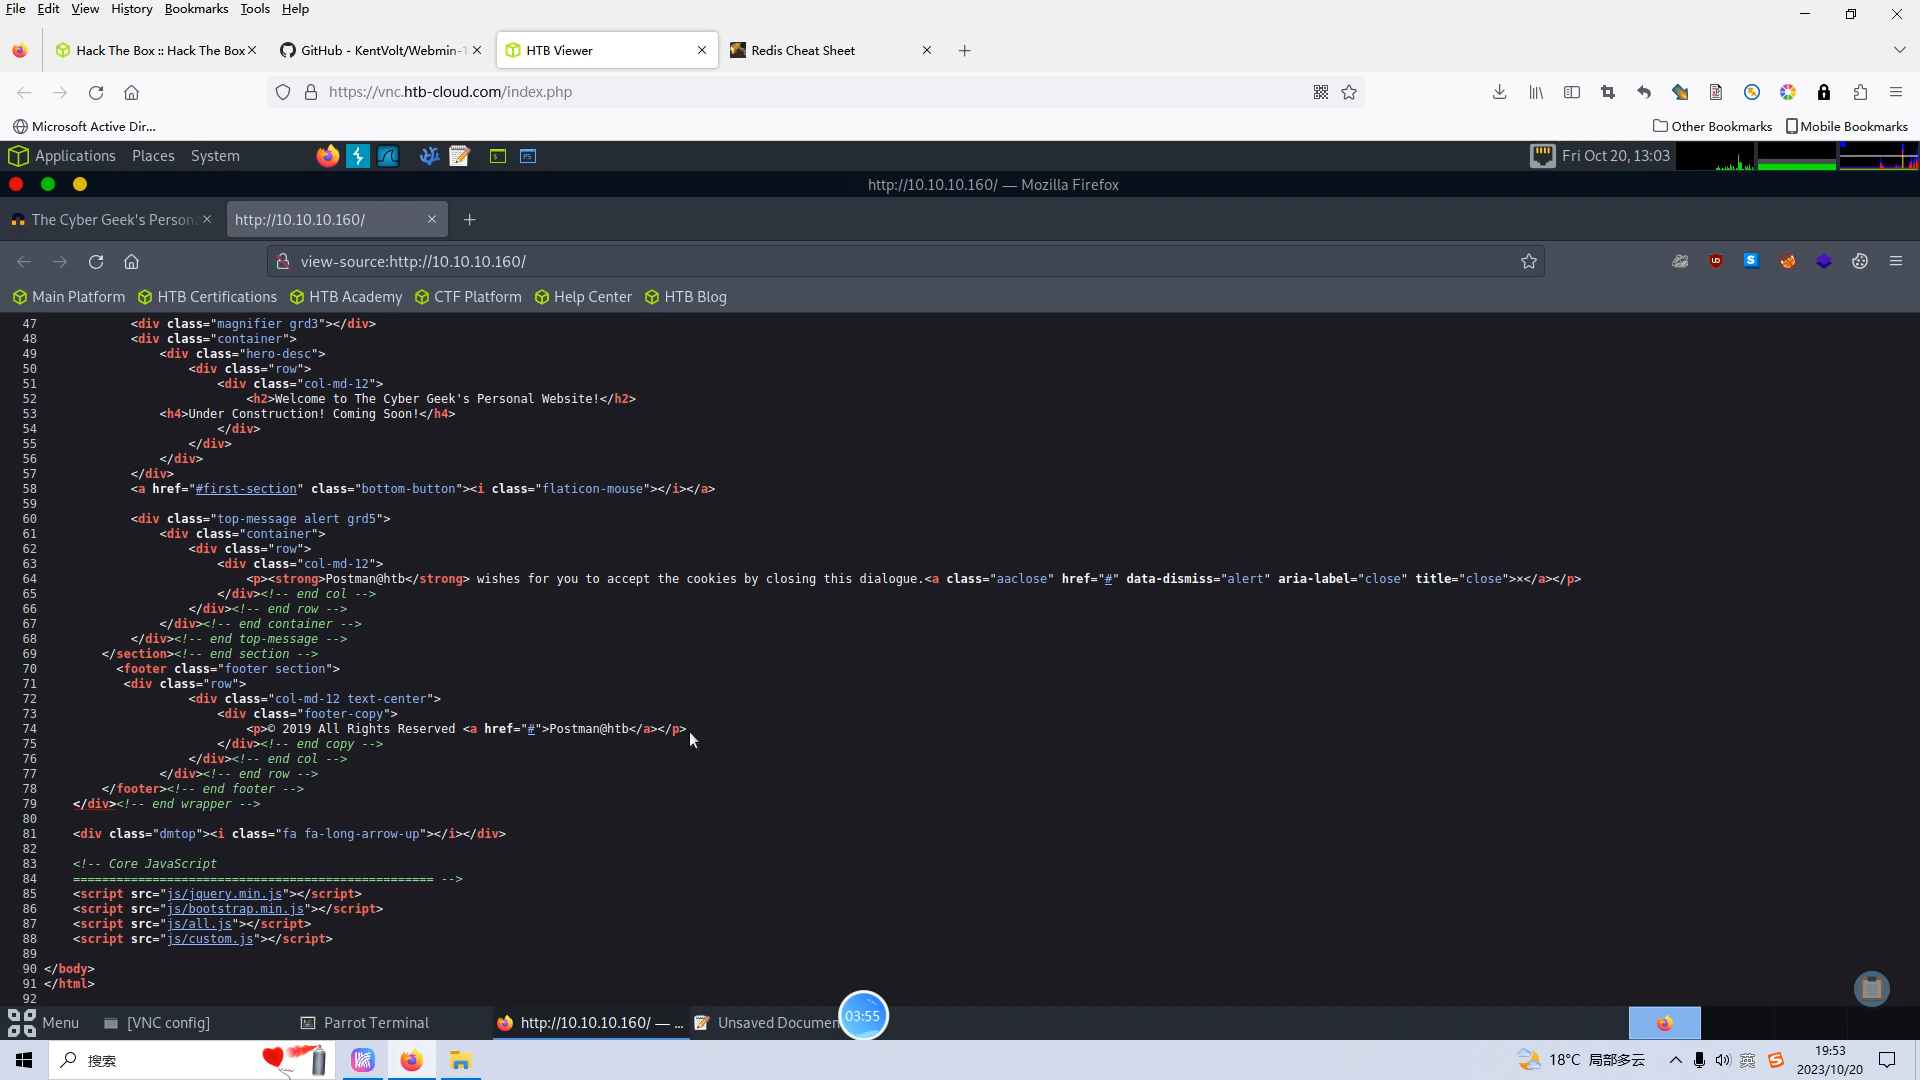 File Edit View History Bookmarks Tools Help
Hack The Box :: Hack The Box
GitHub - KentVolt/Webmin-1
HTB Viewer
Redis Cheat Sheet
https://vnc.htb-cloud.com/index.php
Microsoft Active Dir...
Other Bookmarks
Mobile Bookmarks
Applications Places System
Fri Oct 20, 13:03
http://10.10.10.160/ — Mozilla Firefox
The Cyber Geek's Person
http://10.10.10.160/
view-source:http://10.10.10.160/
Main Platform HTB Certifications HTB Academy CTF Platform Help Center HTB Blog
47 <div class="magnifier grd3"></div>
48 <div class="container">
49 <div class="hero-desc">
50 <div class="row">
51 <div class="col-md-12">
52 <h2>Welcome to The Cyber Geek's Personal Website!</h2>
53 <h4>Under Construction! Coming Soon!</h4>
54 </div>
55 </div>
56 </div>
57 </div>
58 <a href="#first-section" class="bottom-button"><i class="flaticon-mouse"></i></a>
59
60 <div class="top-message alert grd5">
61 <div class="container">
62 <div class="row">
63 <div class="col-md-12">
64 <p><strong>Postman@htb</strong> wishes for you to accept the cookies by closing this dialogue.<a class="aaclose" href="#" data-dismiss="alert" aria-label="close" title="close">×</a></p>
65 </div><!-- end col -->
66 </div><!-- end row -->
67 </div><!-- end container -->
68 </div><!-- end top-message -->
69 </section><!-- end section -->
70 <footer class="footer section">
71 <div class="row">
72 <div class="col-md-12 text-center">
73 <div class="footer-copy">
74 <p>© 2019 All Rights Reserved <a href="#">Postman@htb</a></p>
75 </div><!-- end copy -->
76 </div><!-- end col -->
77 </div><!-- end row -->
78 </footer><!-- end footer -->
79 </div><!-- end wrapper -->
80
81 <div class="dmtop"><i class="fa fa-long-arrow-up"></i></div>
82
83 <!-- Core JavaScript
84 ================================================== -->
85 <script src="js/jquery.min.js"></script>
86 <script src="js/bootstrap.min.js"></script>
87 <script src="js/all.js"></script>
88 <script src="js/custom.js"></script>
89
90 </body>
91 </html>
92
Menu [VNC config] Parrot Terminal http://10.10.10.160/ — ... Unsaved Documen 03:55
搜索
18°C 局部多云
英
19:53
2023/10/20